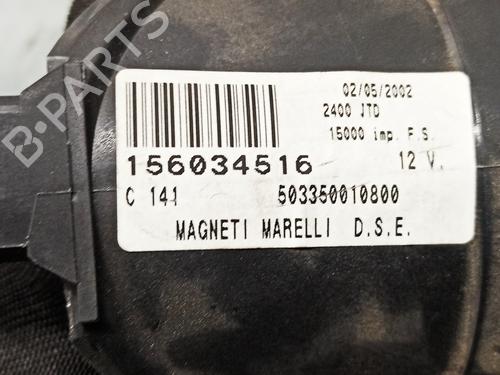 02/05/2002
2400 JTD
15000 imp. F.S.
156034516
12 V.
C 141
503350010800
MAGNETI MARELLI D.S.E.
B-PARTS